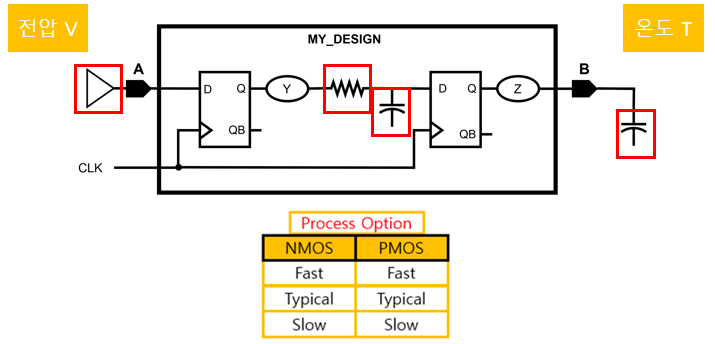 전압 V
온도 T
MY_DESIGN
A
B
D Q Y D Q Z
QB QB
CLK
Process Option
NMOS PMOS
Fast Fast
Typical Typical
Slow Slow